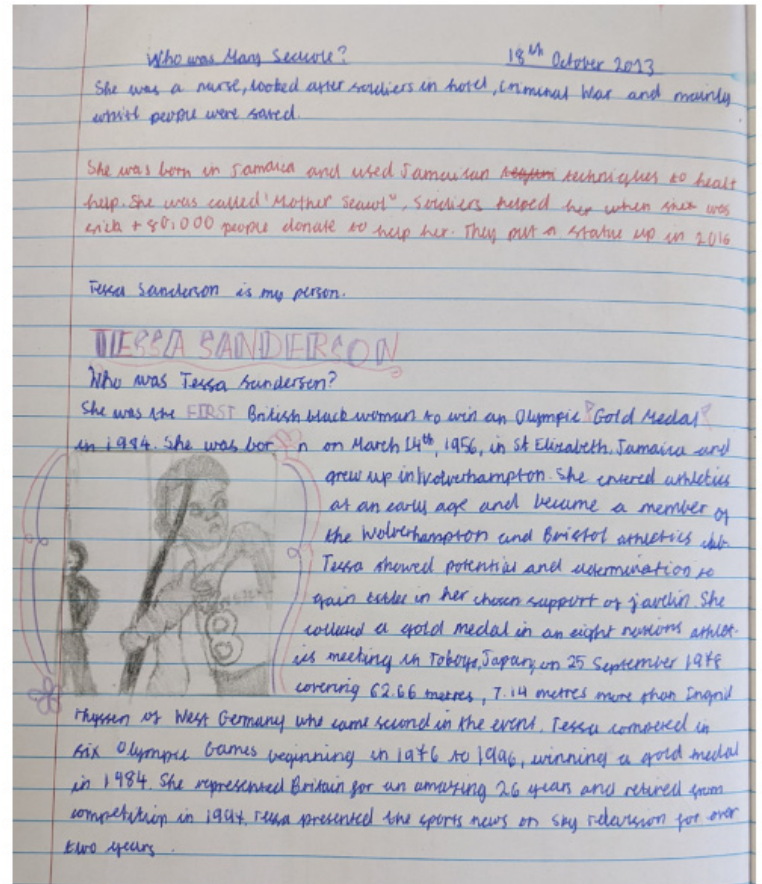 Who was Mary Seacole? 18th October 2023
She was a nurse, looked after soldiers in hotel, Criminal War and mainly
whilst people were saved.
She was born in Jamaica and used Jamaican techniques to healt
help. She was called "Mother Seacol", Soldiers helped her when she was
sick + 80,000 people donate to help her. They put a statue up in 2016
Tessa Sanderson is my person.
TESSA SANDERSON
Who was Tessa Sanderson?
She was the FIRST British black woman to win an Olympic Gold Medal
in 1984. She was born on March 14th, 1956, in St Elizabeth, Jamaica and
grew up in Wolverhampton. She entered athletics
at an early age and became a member of
the Wolverhampton and Bristol athletics club.
Tessa showed potential and determination to
gain titles in her chosen support of javelin. She
collected a gold medal in an eight nations athlet-
ics meeting in Tokoyo, Japan, on 25 September 1978
covering 62.66 metres, 7.14 metres more than Ingrid
Thyssen of West Germany who came second in the event. Tessa competed in
six Olympic Games beginning in 1976 to 1996, winning a gold medal
in 1984. She represented Britain for an amazing 26 years and retired from
competition in 1997. Tessa presented the sports news on Sky television for over
two years.